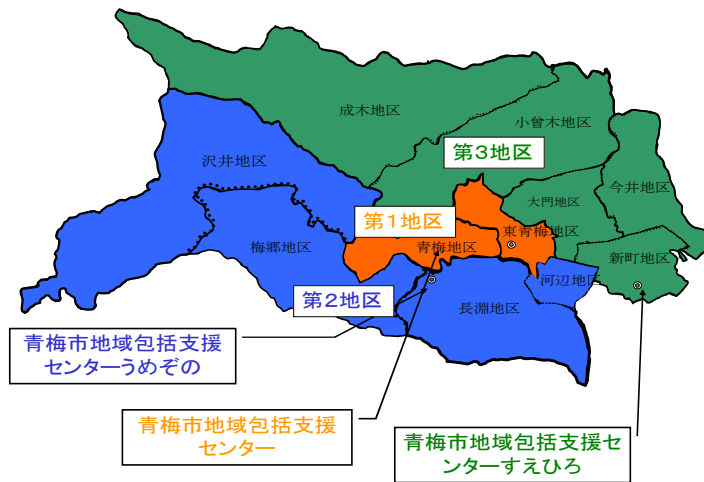 成木地区
小曾木地区
沢井地区
第3地区
今井地区
大門地区
第1地区
東青梅地区
青梅地区
梅郷地区
新町地区
河辺地区
第2地区
長淵地区
青梅市地域包括支援
センターうめぞの
青梅市地域包括支援
センター
青梅市地域包括支援セ
ンターすえひろ